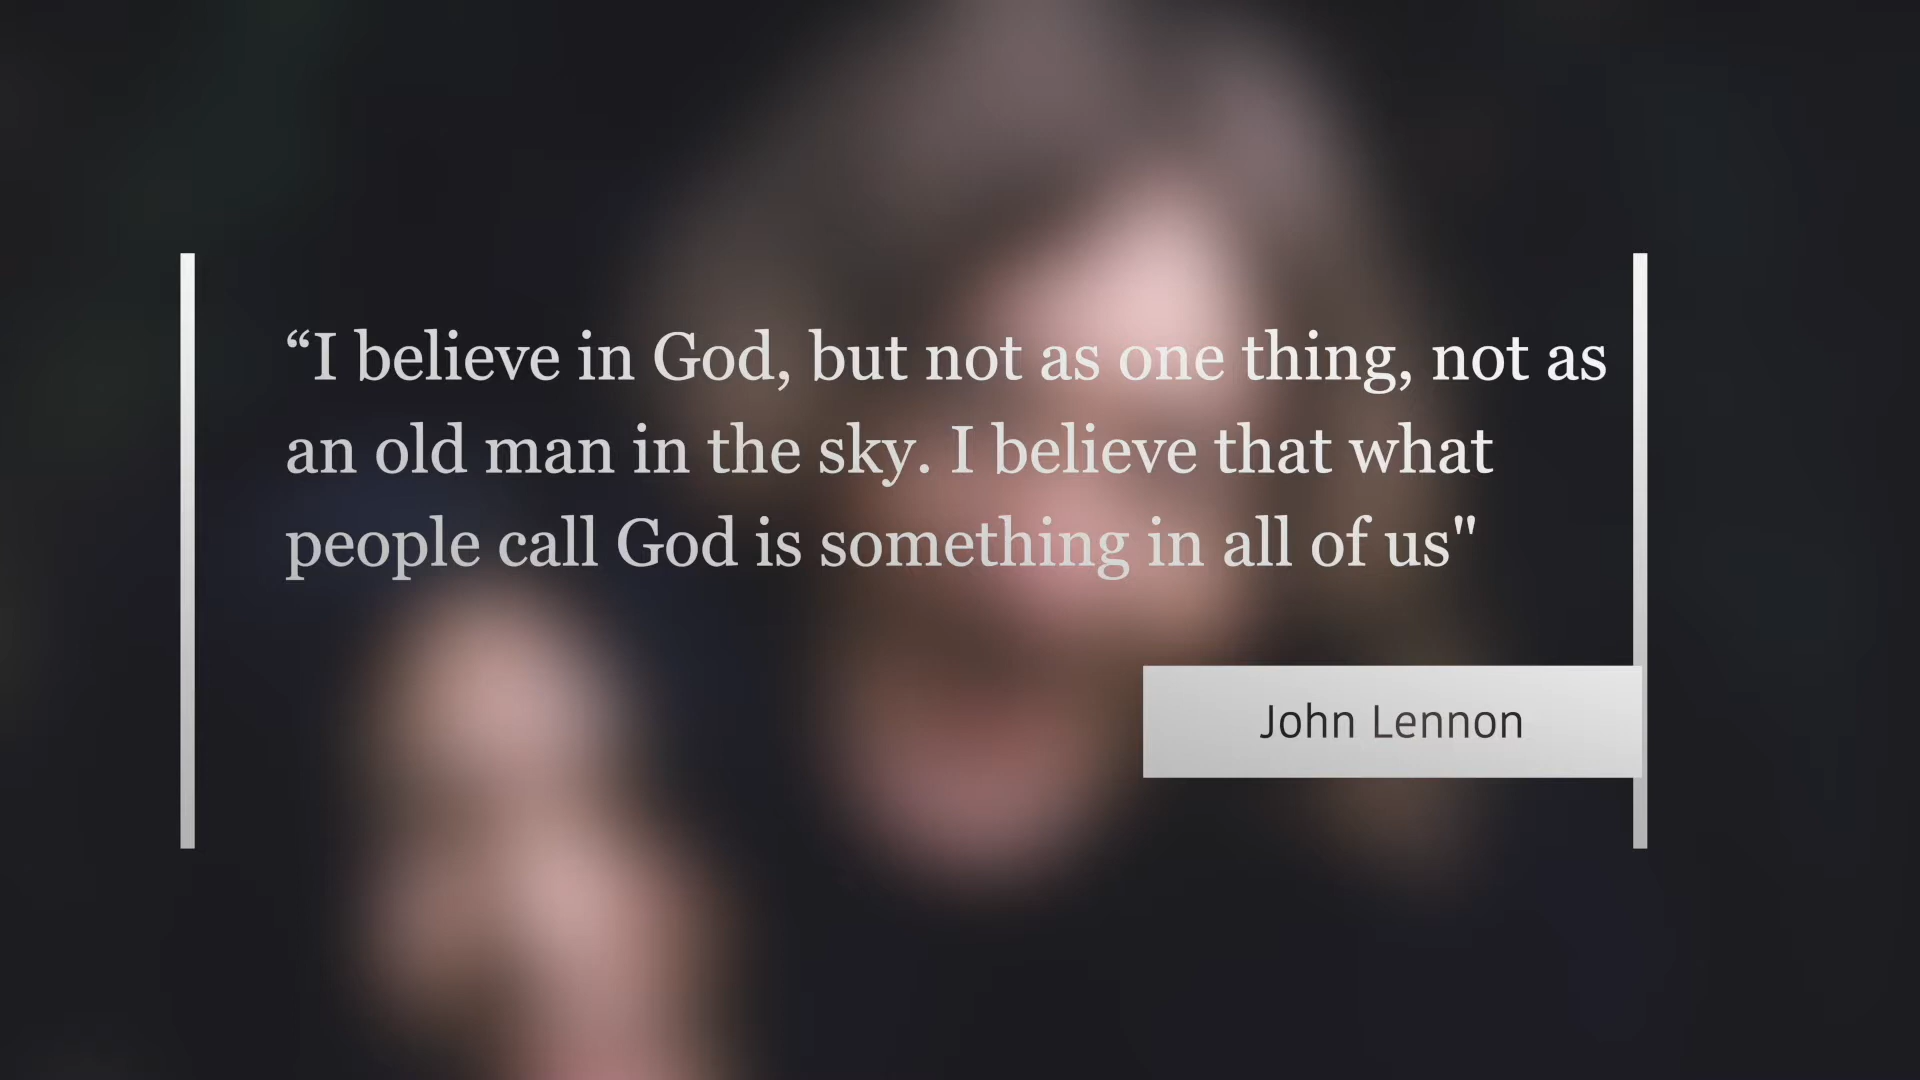 “I believe in God, but not as one thing, not as
an old man in the sky. I believe that what
people call God is something in all of us"
John Lennon